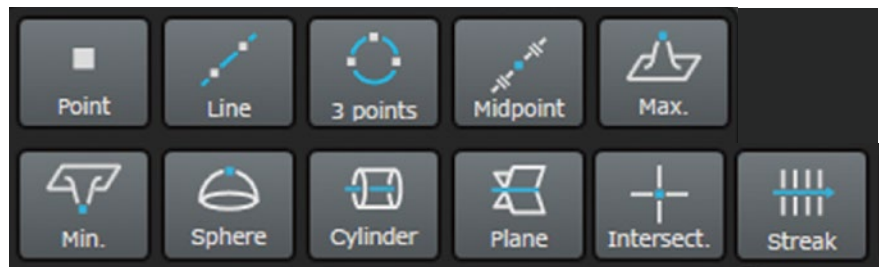 Point
Line
3 points
Midpoint
Max.
Min.
Sphere
Cylinder
Plane
Intersect.
Streak